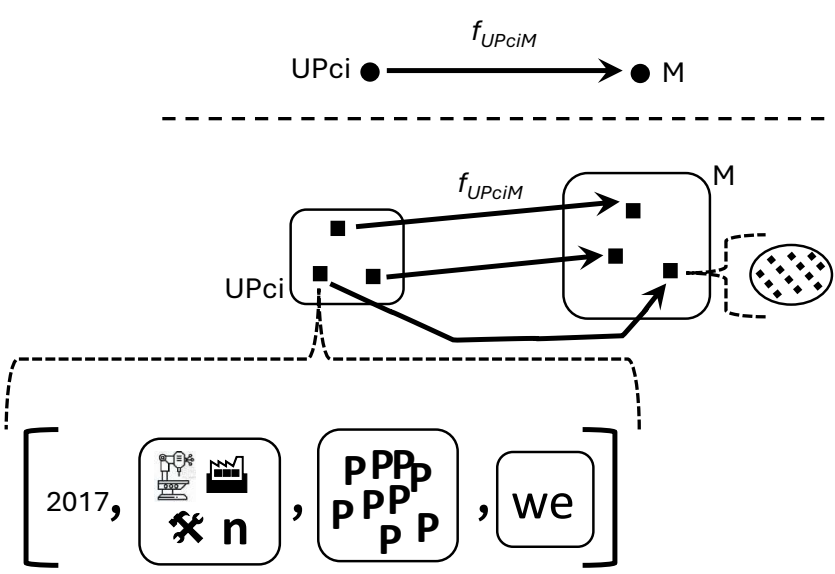 f_UPciM
UPci M
f_UPciM M
UPci
2017, n , P P P P P P P P P , we